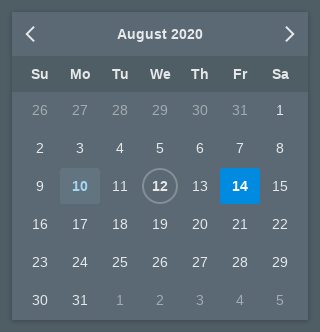 August 2020
Su Mo Tu We Th Fr Sa
26 27 28 29 30 31 1
2 3 4 5 6 7 8
9 10 11 12 13 14 15
16 17 18 19 20 21 22
23 24 25 26 27 28 29
30 31 1 2 3 4 5